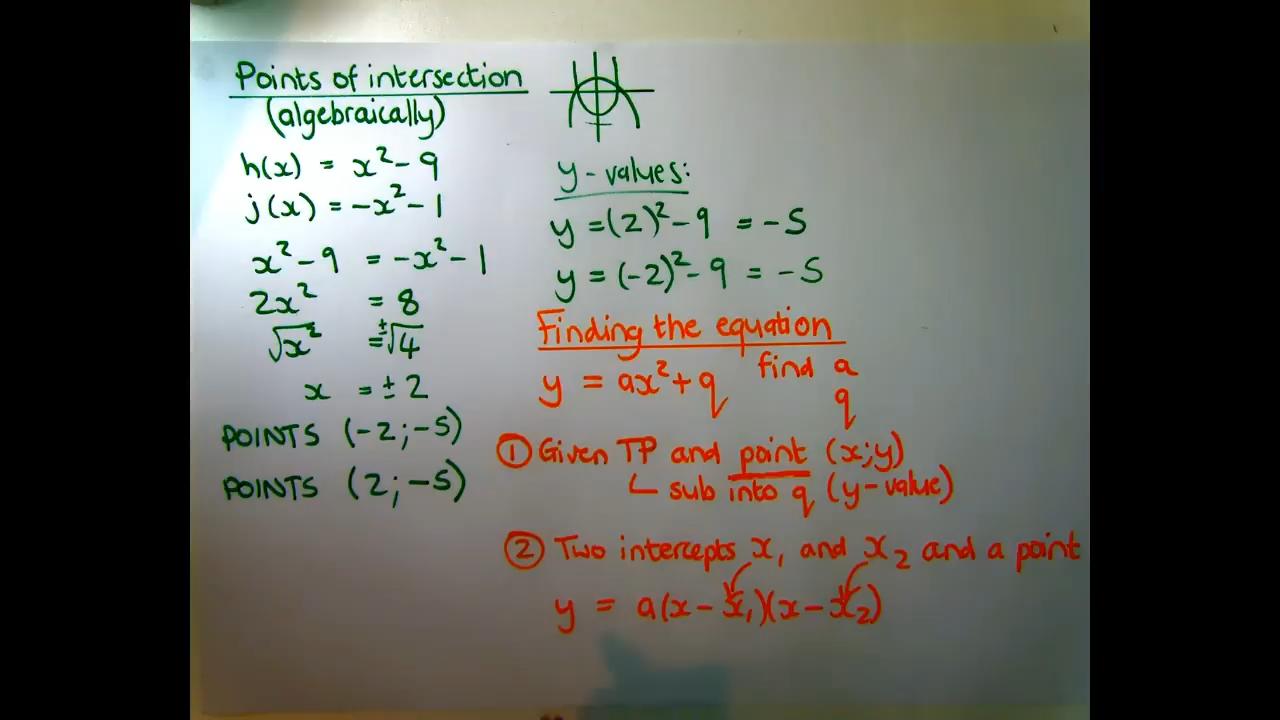 Points of intersection
(algebraically)
h(x) = x² - 9
j(x) = -x² - 1
x² - 9 = -x² - 1
2x² = 8
√x² = ±√4
x = ± 2
POINTS (-2;-5)
POINTS (2;-5)
y-values:
y = (2)² - 9 = -5
y = (-2)² - 9 = -5
Finding the equation
y = ax² + q find a
q
① Given TP and point (x;y)
sub into q (y-value)
② Two intercepts x₁ and x₂ and a point
y = a(x - x₁)(x - x₂)